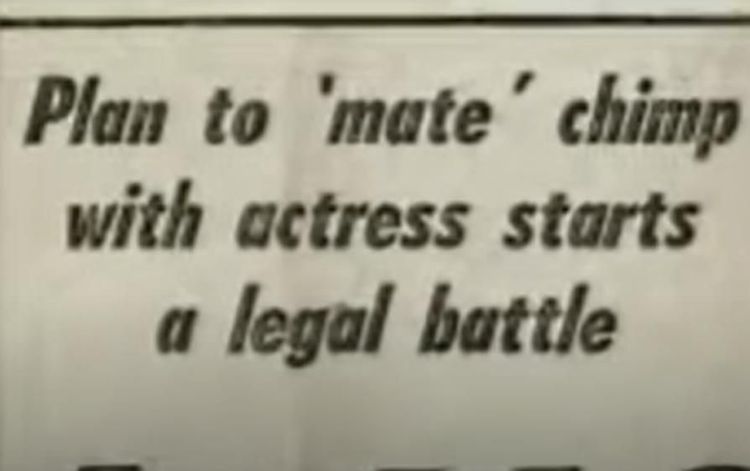 Plan to 'mate' chimp
with actress starts
a legal battle